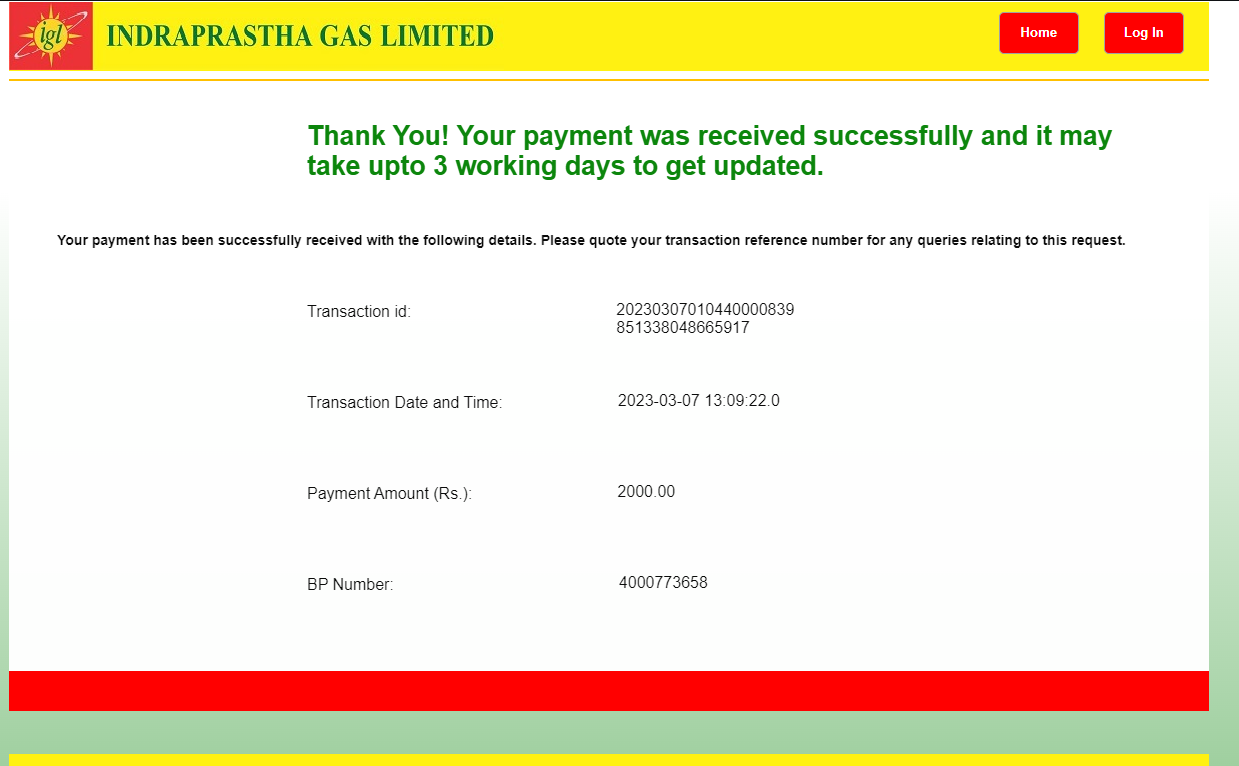 igl INDRAPRASTHA GAS LIMITED Home Log In
Thank You! Your payment was received successfully and it may
take upto 3 working days to get updated.
Your payment has been successfully received with the following details. Please quote your transaction reference number for any queries relating to this request.
Transaction id: 20230307010440000839
851338048665917
Transaction Date and Time: 2023-03-07 13:09:22.0
Payment Amount (Rs.): 2000.00
BP Number: 4000773658